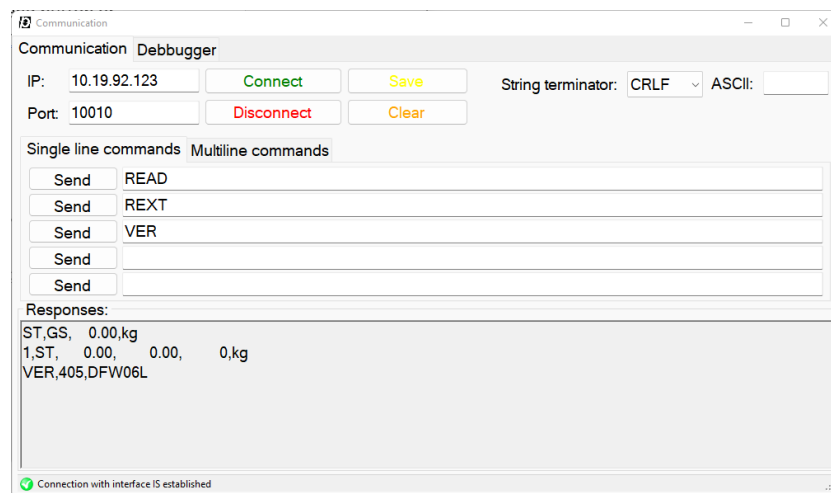 Communication
Communication Debbugger
IP: 10.19.92.123 Connect Save String terminator: CRLF ASCII:
Port: 10010 Disconnect Clear
Single line commands Multiline commands
Send READ
Send REXT
Send VER
Send
Send
Responses:
ST,GS, 0.00,kg
1,ST, 0.00, 0.00, 0,kg
VER,405,DFW06L
Connection with interface IS established